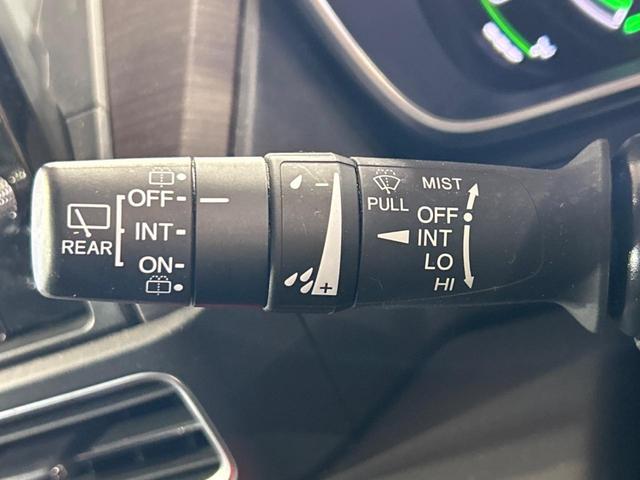 REAR
OFF
INT
ON
PULL
MIST
OFF
INT
LO
HI